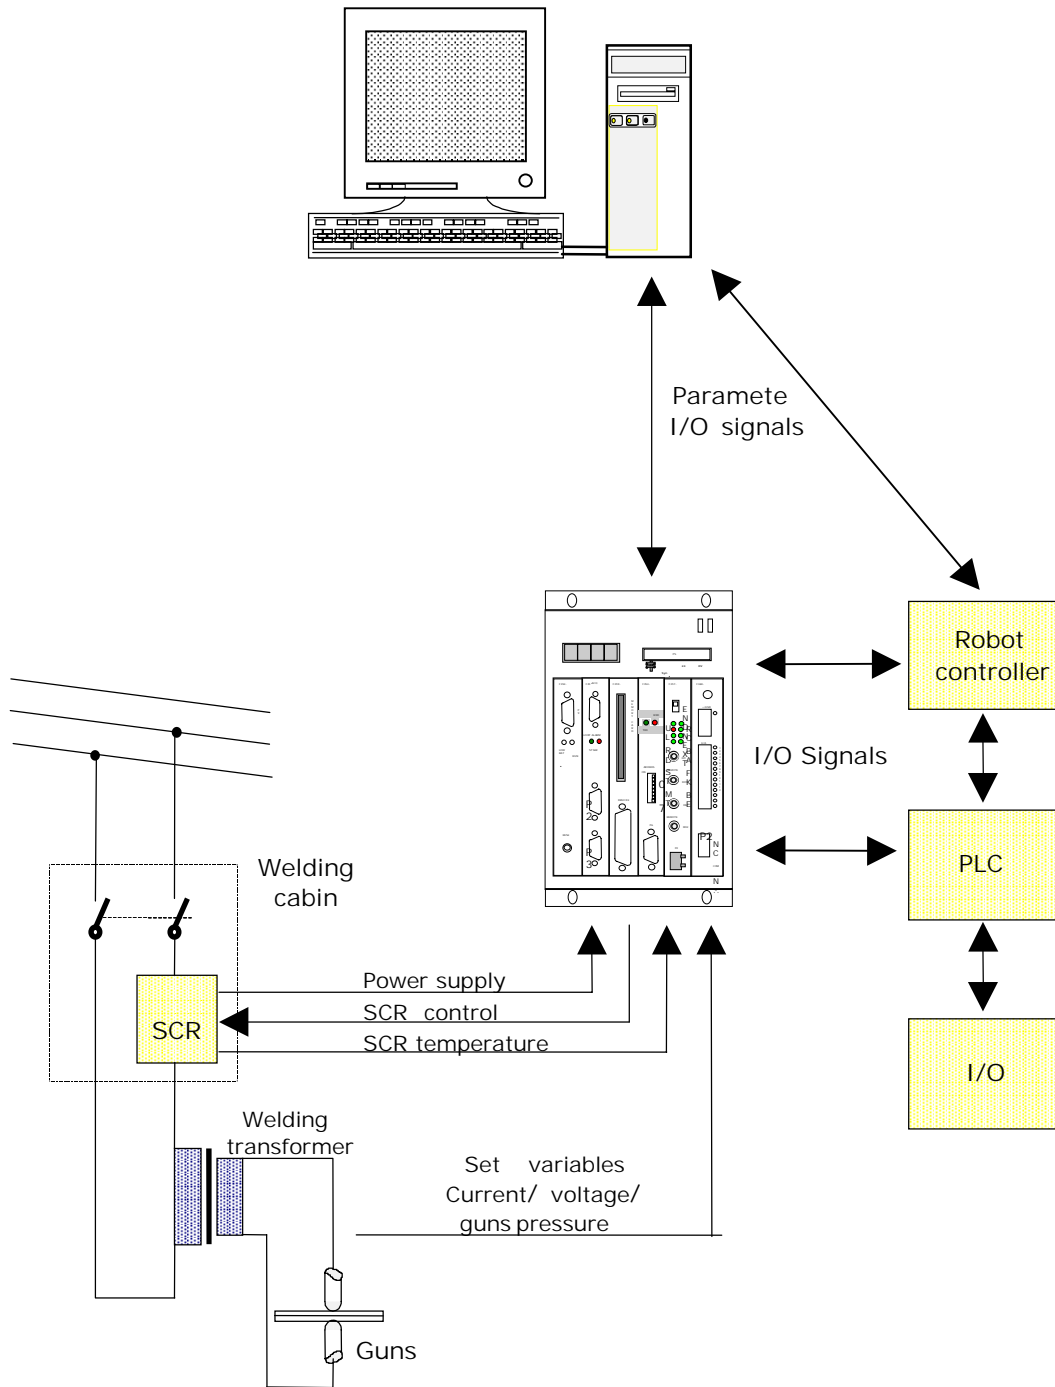 Paramete
I/O signals
Robot
controller
I/O Signals
PLC
I/O
Welding
cabin
Power supply
SCR control
SCR temperature
SCR
Welding
transformer
Set variables
Current/ voltage/
guns pressure
Guns
P2